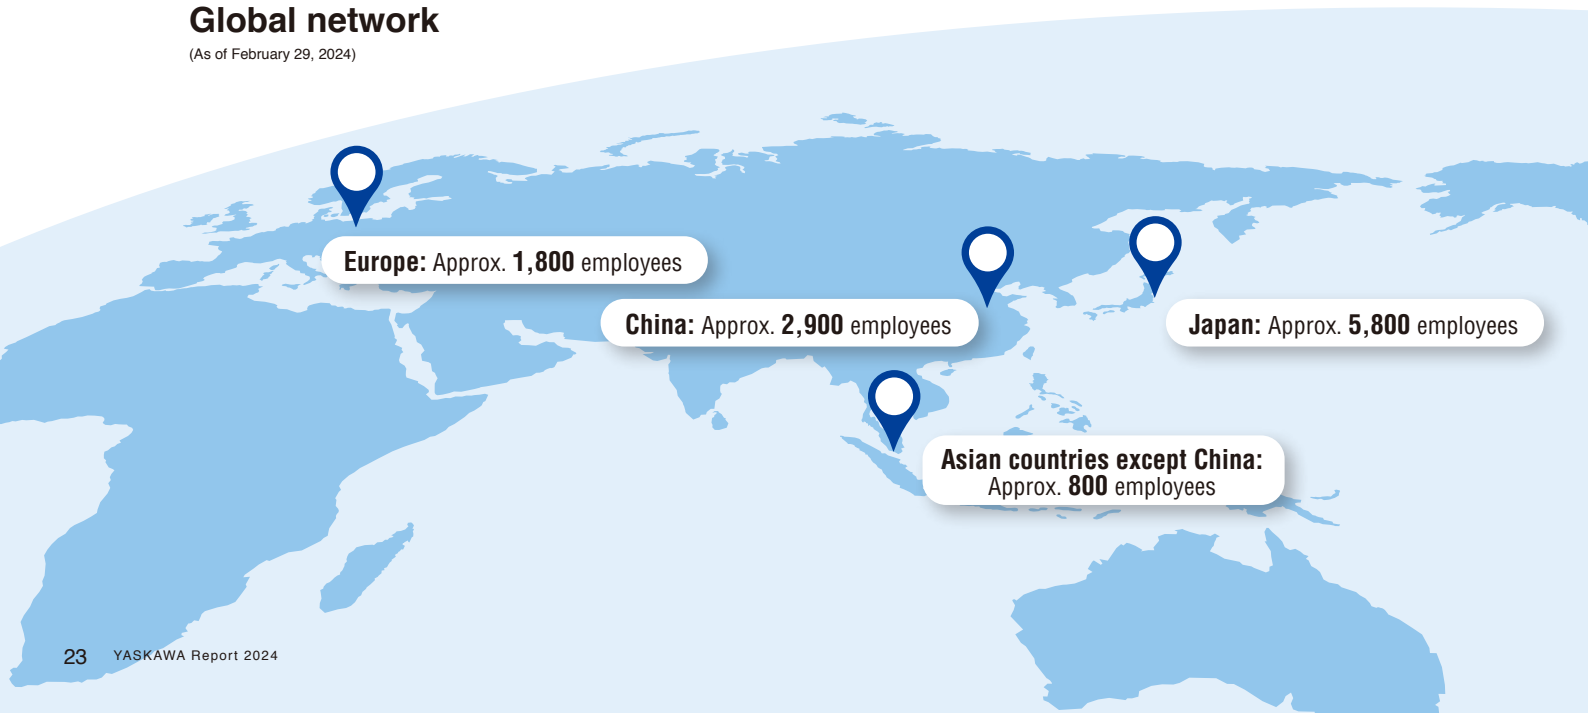 Global network
(As of February 29, 2024)
Europe: Approx. 1,800 employees
China: Approx. 2,900 employees
Japan: Approx. 5,800 employees
Asian countries except China:
Approx. 800 employees
23 YASKAWA Report 2024